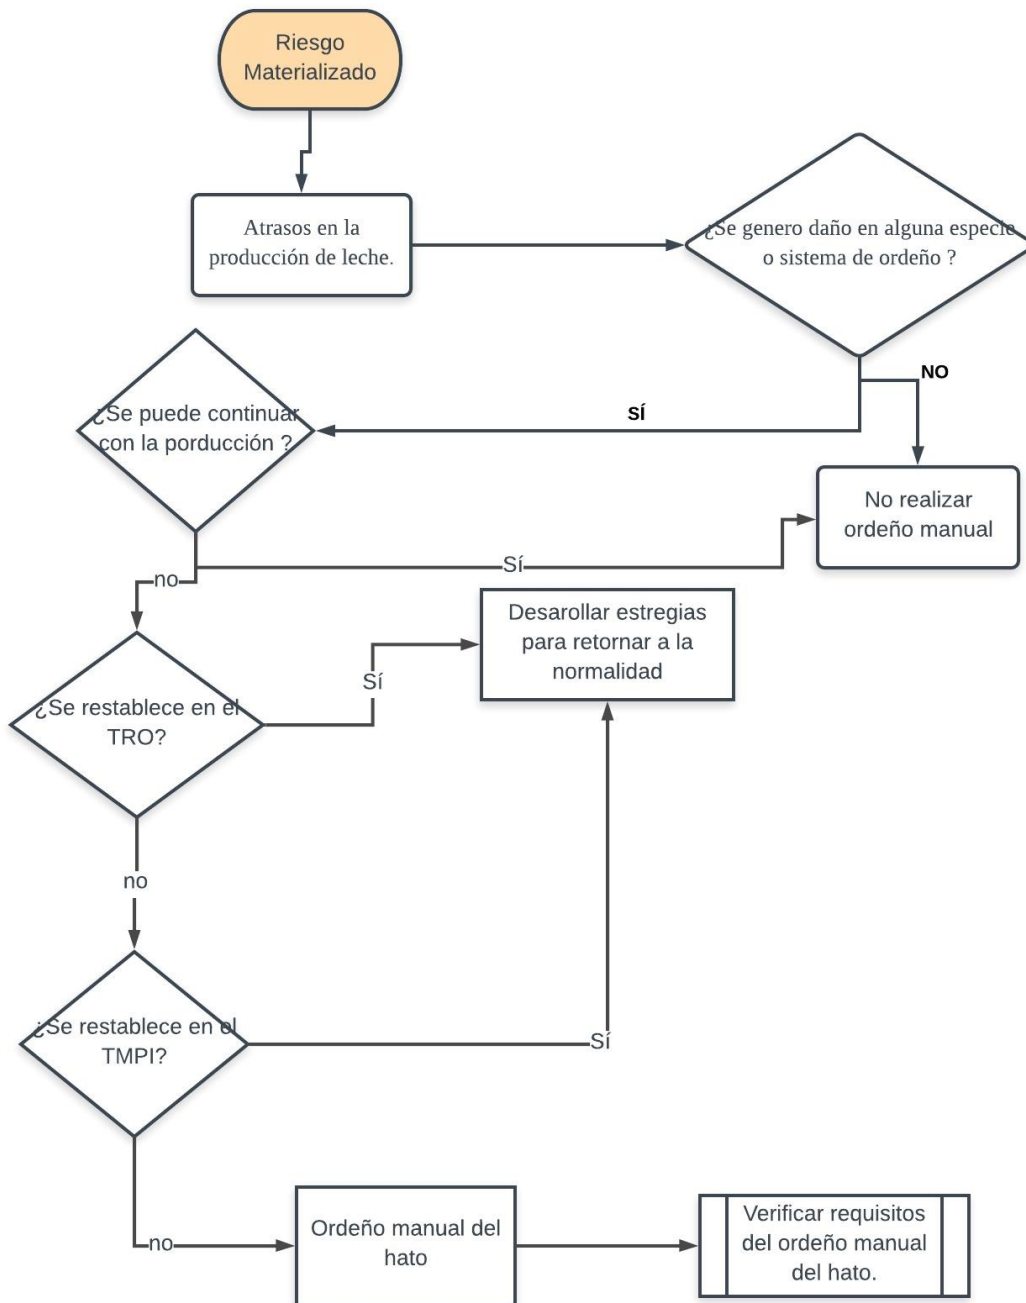 Riesgo
Materializado
Atrasos en la
producción de leche.
¿Se genero daño en alguna especie
o sistema de ordeño ?
NO
SÍ
¿Se puede continuar
con la porducción ?
No realizar
ordeño manual
Sí
no
Desarollar estregias
para retornar a la
normalidad
Sí
¿Se restablece en el
TRO?
no
¿Se restablece en el
TMPI?
Sí
no
Ordeño manual del
hato
Verificar requisitos
del ordeño manual
del hato.